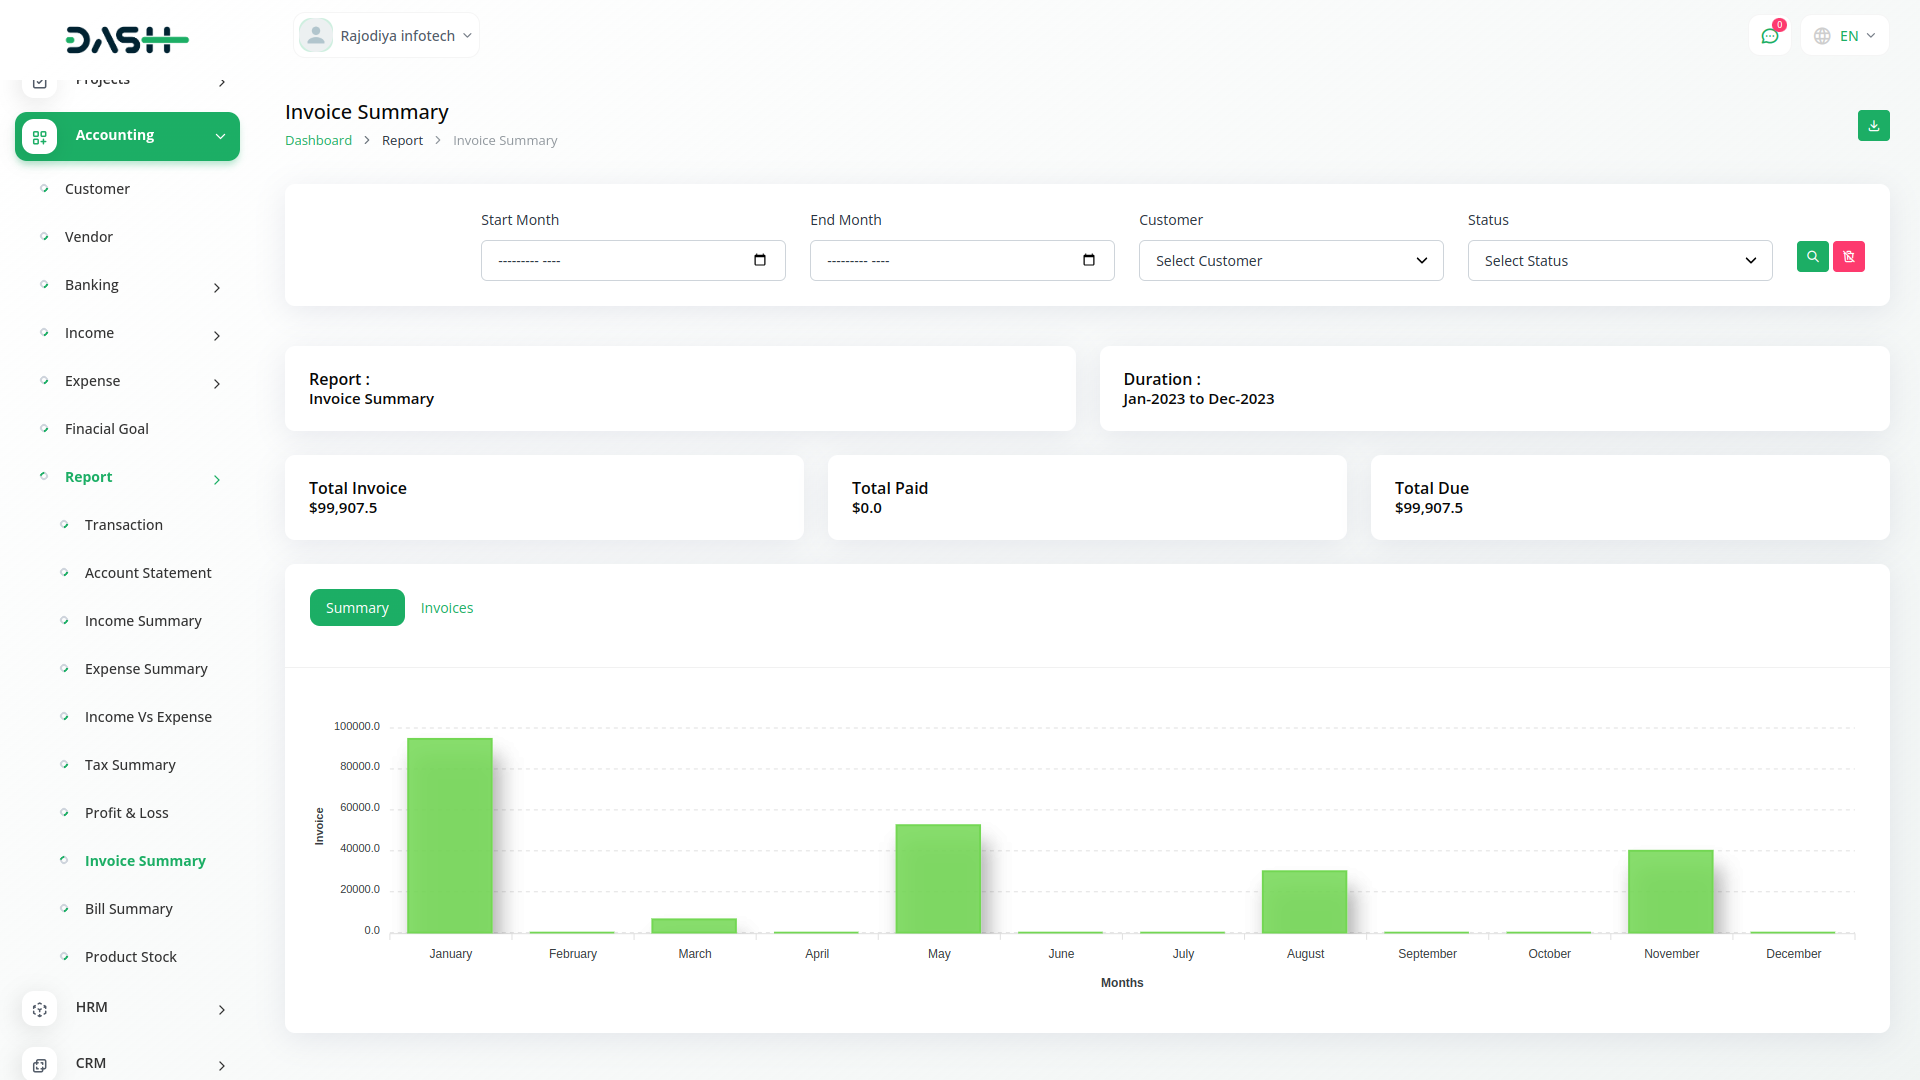 DASH
Rajodiya infotech
0
EN
Projects
Accounting
Customer
Vendor
Banking
Income
Expense
Finacial Goal
Report
Transaction
Account Statement
Income Summary
Expense Summary
Income Vs Expense
Tax Summary
Profit & Loss
Invoice Summary
Bill Summary
Product Stock
HRM
CRM
Invoice Summary
Dashboard > Report > Invoice Summary
Start Month
--------- ----
End Month
--------- ----
Customer
Select Customer
Status
Select Status
Report :
Invoice Summary
Duration :
Jan-2023 to Dec-2023
Total Invoice
$99,907.5
Total Paid
$0.0
Total Due
$99,907.5
Summary
Invoices
Invoice
100000.0
80000.0
60000.0
40000.0
20000.0
0.0
January February March April May June July August September October November December
Months